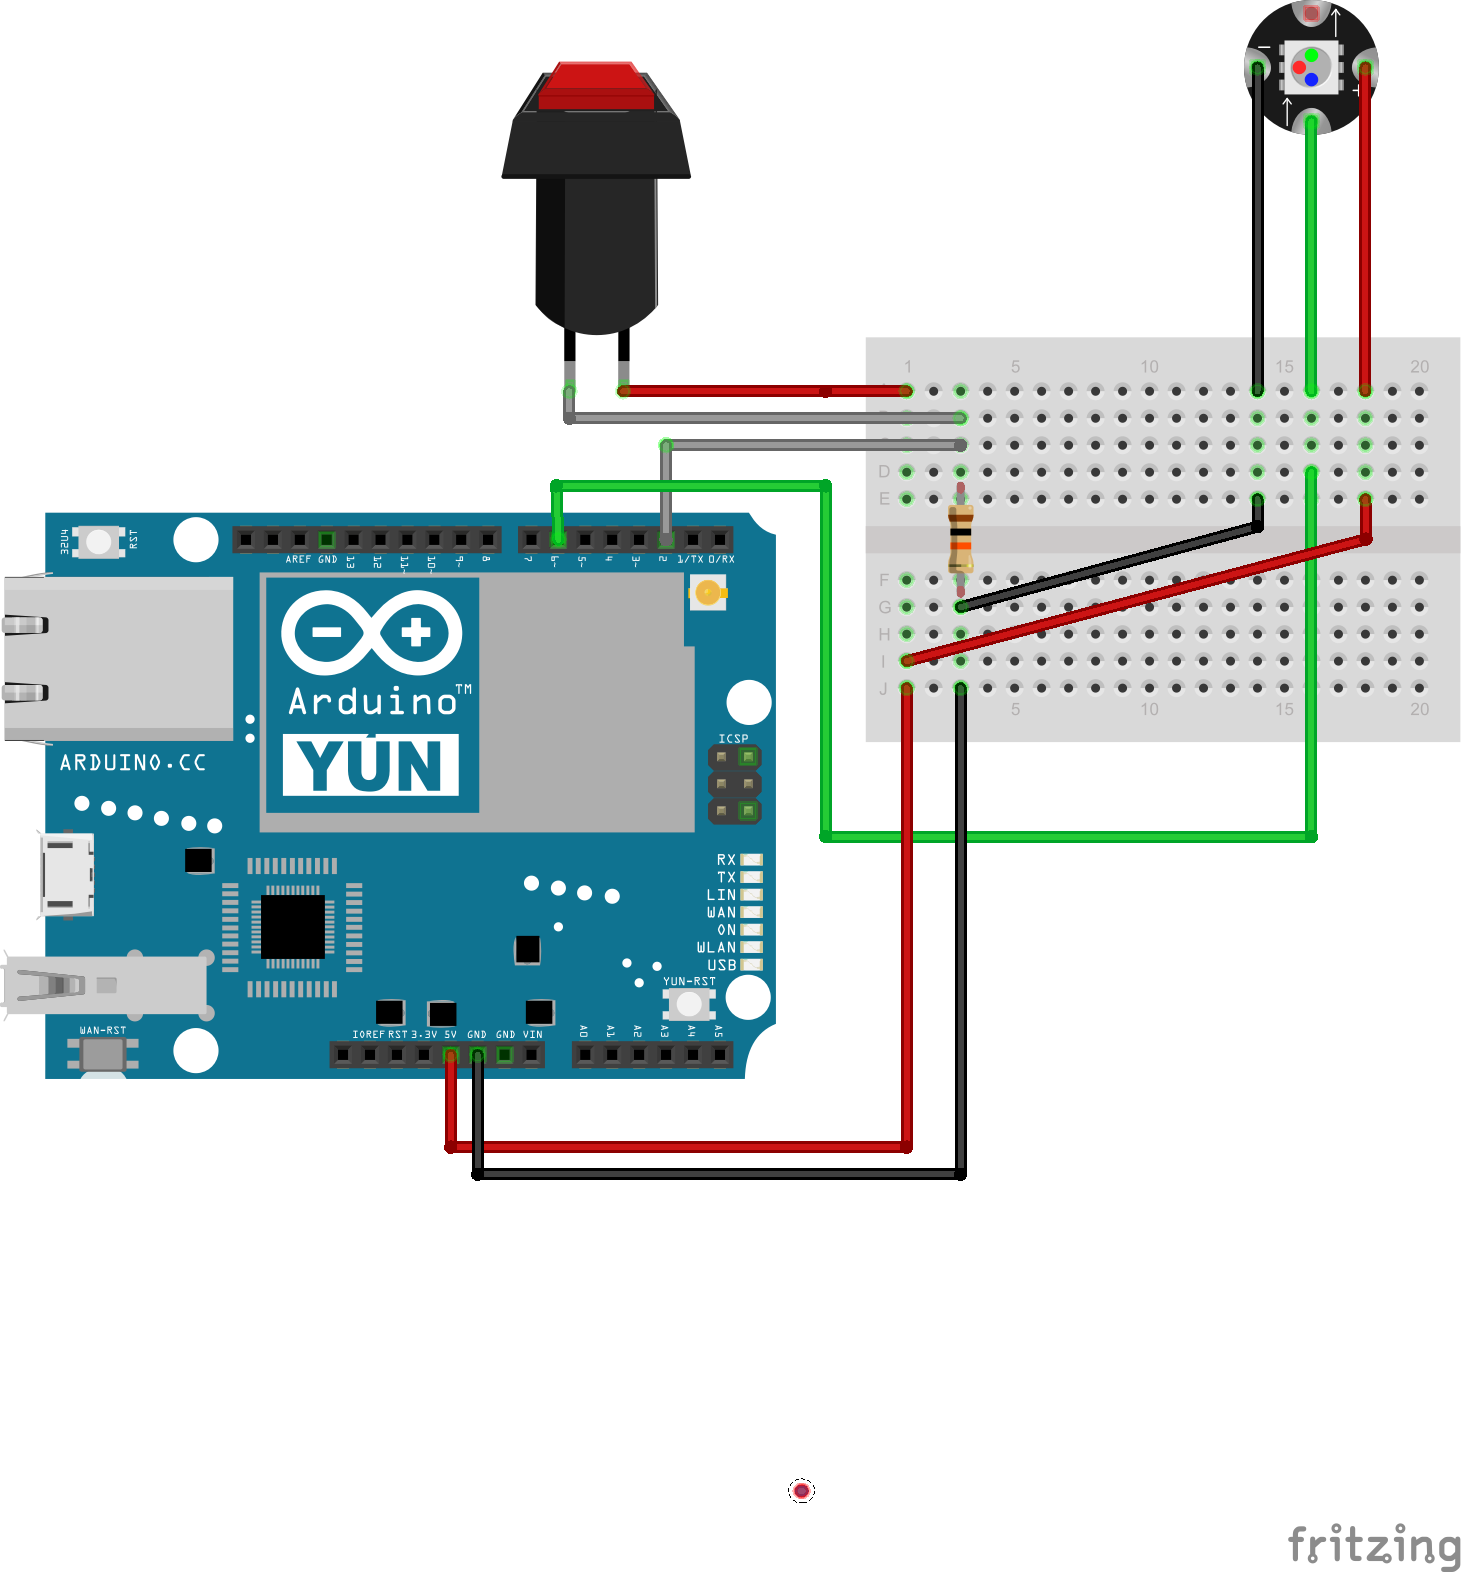 1 5 10 15 20
D
E
F
G
H
I
J
5 10 15 20
32U4 RST
AREF GND 13 12 11~ 10~ 9~ 8 7 6~ 5~ 4 3~ 2 1/TX 0/RX
Arduino™
YÚN
ARDUINO.CC
ICSP
RX
TX
LIN
WAN
ON
WLAN
USB
YUN-RST
WAN-RST
IOREF RST 3.3V 5V GND GND VIN A0 A1 A2 A3 A4 A5
fritzing